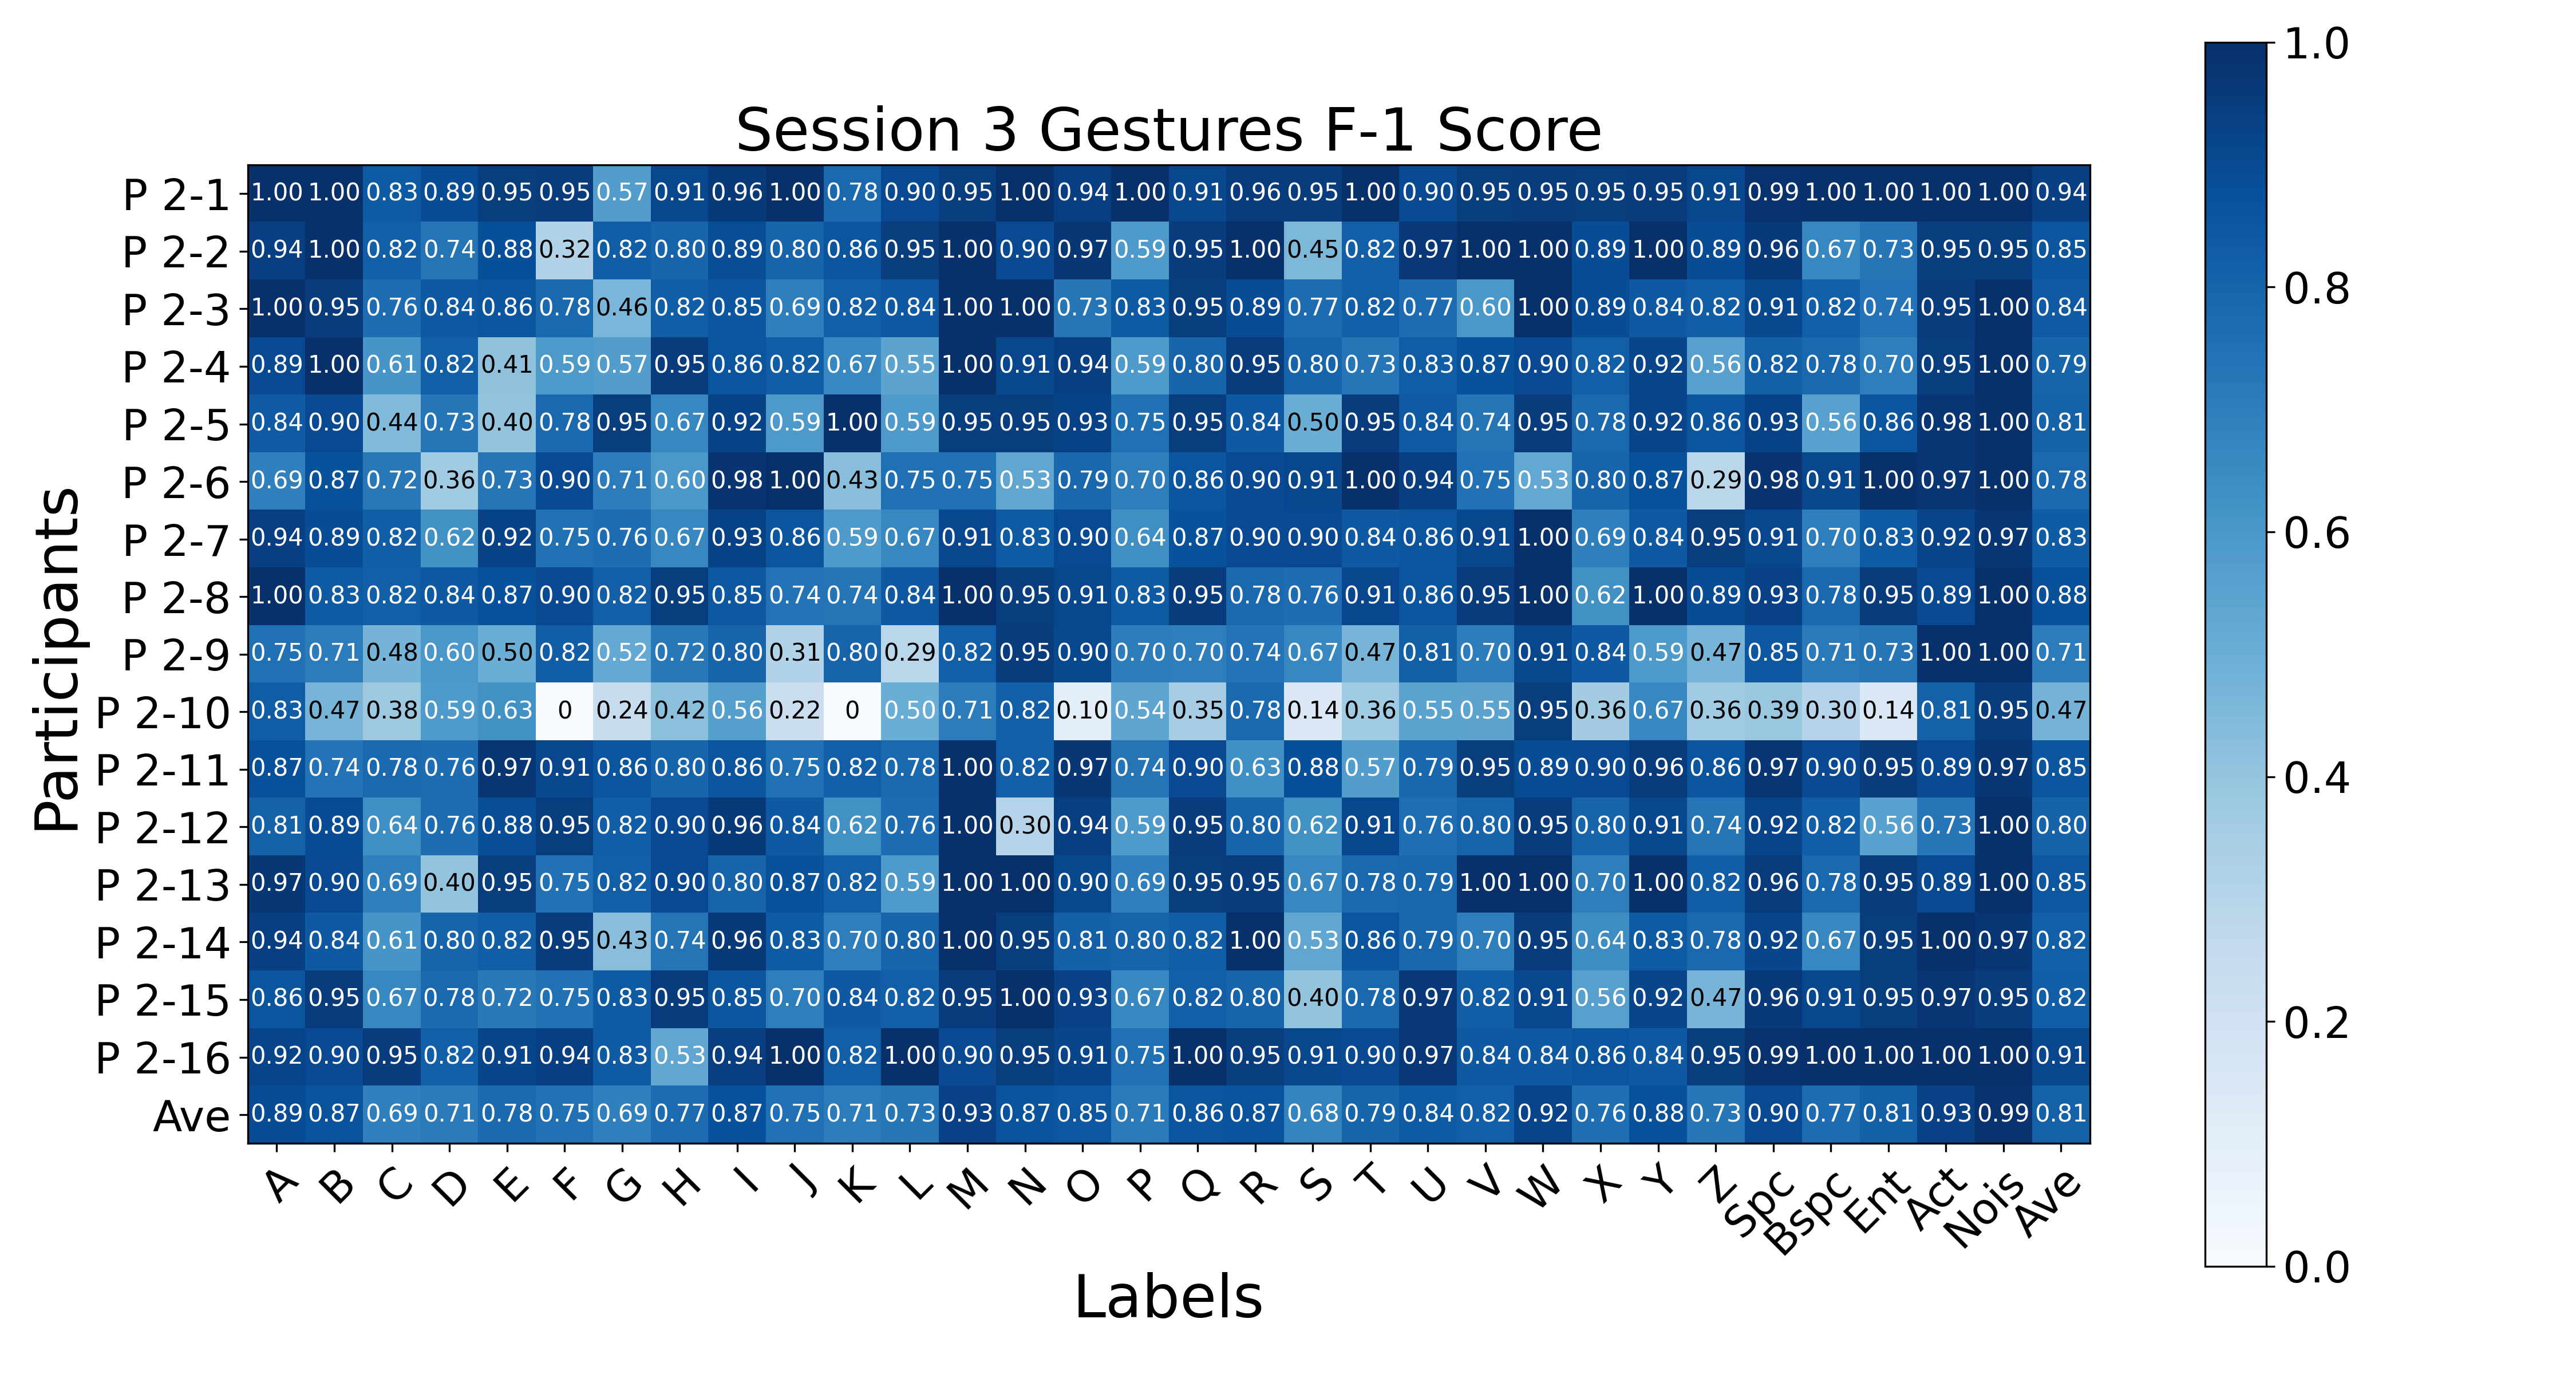 Session 3 Gestures F-1 Score
P 2-1 1.00 1.00 0.83 0.89 0.95 0.95 0.57 0.91 0.96 1.00 0.78 0.90 0.95 1.00 0.94 1.00 0.91 0.96 0.95 1.00 0.90 0.95 0.95 0.95 0.95 0.91 0.99 1.00 1.00 1.00 1.00 0.94
P 2-2 0.94 1.00 0.82 0.74 0.88 0.32 0.82 0.80 0.89 0.80 0.86 0.95 1.00 0.90 0.97 0.59 0.95 1.00 0.45 0.82 0.97 1.00 1.00 0.89 1.00 0.89 0.96 0.67 0.73 0.95 0.95 0.85
P 2-3 1.00 0.95 0.76 0.84 0.86 0.78 0.46 0.82 0.85 0.69 0.82 0.84 1.00 1.00 0.73 0.83 0.95 0.89 0.77 0.82 0.77 0.60 1.00 0.89 0.84 0.82 0.91 0.82 0.74 0.95 1.00 0.84
P 2-4 0.89 1.00 0.61 0.82 0.41 0.59 0.57 0.95 0.86 0.82 0.67 0.55 1.00 0.91 0.94 0.59 0.80 0.95 0.80 0.73 0.83 0.87 0.90 0.82 0.92 0.56 0.82 0.78 0.70 0.95 1.00 0.79
P 2-5 0.84 0.90 0.44 0.73 0.40 0.78 0.95 0.67 0.92 0.59 1.00 0.59 0.95 0.95 0.93 0.75 0.95 0.84 0.50 0.95 0.84 0.74 0.95 0.78 0.92 0.86 0.93 0.56 0.86 0.98 1.00 0.81
P 2-6 0.69 0.87 0.72 0.36 0.73 0.90 0.71 0.60 0.98 1.00 0.43 0.75 0.75 0.53 0.79 0.70 0.86 0.90 0.91 1.00 0.94 0.75 0.53 0.80 0.87 0.29 0.98 0.91 1.00 0.97 1.00 0.78
P 2-7 0.94 0.89 0.82 0.62 0.92 0.75 0.76 0.67 0.93 0.86 0.59 0.67 0.91 0.83 0.90 0.64 0.87 0.90 0.90 0.84 0.86 0.91 1.00 0.69 0.84 0.95 0.91 0.70 0.83 0.92 0.97 0.83
P 2-8 1.00 0.83 0.82 0.84 0.87 0.90 0.82 0.95 0.85 0.74 0.74 0.84 1.00 0.95 0.91 0.83 0.95 0.78 0.76 0.91 0.86 0.95 1.00 0.62 1.00 0.89 0.93 0.78 0.95 0.89 1.00 0.88
P 2-9 0.75 0.71 0.48 0.60 0.50 0.82 0.52 0.72 0.80 0.31 0.80 0.29 0.82 0.95 0.90 0.70 0.70 0.74 0.67 0.47 0.81 0.70 0.91 0.84 0.59 0.47 0.85 0.71 0.73 1.00 1.00 0.71
P 2-10 0.83 0.47 0.38 0.59 0.63 0 0.24 0.42 0.56 0.22 0 0.50 0.71 0.82 0.10 0.54 0.35 0.78 0.14 0.36 0.55 0.55 0.95 0.36 0.67 0.36 0.39 0.30 0.14 0.81 0.95 0.47
P 2-11 0.87 0.74 0.78 0.76 0.97 0.91 0.86 0.80 0.86 0.75 0.82 0.78 1.00 0.82 0.97 0.74 0.90 0.63 0.88 0.57 0.79 0.95 0.89 0.90 0.96 0.86 0.97 0.90 0.95 0.89 0.97 0.85
P 2-12 0.81 0.89 0.64 0.76 0.88 0.95 0.82 0.90 0.96 0.84 0.62 0.76 1.00 0.30 0.94 0.59 0.95 0.80 0.62 0.91 0.76 0.80 0.95 0.80 0.91 0.74 0.92 0.82 0.56 0.73 1.00 0.80
P 2-13 0.97 0.90 0.69 0.40 0.95 0.75 0.82 0.90 0.80 0.87 0.82 0.59 1.00 1.00 0.90 0.69 0.95 0.95 0.67 0.78 0.79 1.00 1.00 0.70 1.00 0.82 0.96 0.78 0.95 0.89 1.00 0.85
P 2-14 0.94 0.84 0.61 0.80 0.82 0.95 0.43 0.74 0.96 0.83 0.70 0.80 1.00 0.95 0.81 0.80 0.82 1.00 0.53 0.86 0.79 0.70 0.95 0.64 0.83 0.78 0.92 0.67 0.95 1.00 0.97 0.82
P 2-15 0.86 0.95 0.67 0.78 0.72 0.75 0.83 0.95 0.85 0.70 0.84 0.82 0.95 1.00 0.93 0.67 0.82 0.80 0.40 0.78 0.97 0.82 0.91 0.56 0.92 0.47 0.96 0.91 0.95 0.97 0.95 0.82
P 2-16 0.92 0.90 0.95 0.82 0.91 0.94 0.83 0.53 0.94 1.00 0.82 1.00 0.90 0.95 0.91 0.75 1.00 0.95 0.91 0.90 0.97 0.84 0.84 0.86 0.84 0.95 0.99 1.00 1.00 1.00 1.00 0.91
Ave 0.89 0.87 0.69 0.71 0.78 0.75 0.69 0.77 0.87 0.75 0.71 0.73 0.93 0.87 0.85 0.71 0.86 0.87 0.68 0.79 0.84 0.82 0.92 0.76 0.88 0.73 0.90 0.77 0.81 0.93 0.99 0.81
A B C D E F G H I J K L M N O P Q R S T U V W X Y Z Spc Bspc Ent Act Nois Ave
Labels
Participants
1.0
0.8
0.6
0.4
0.2
0.0